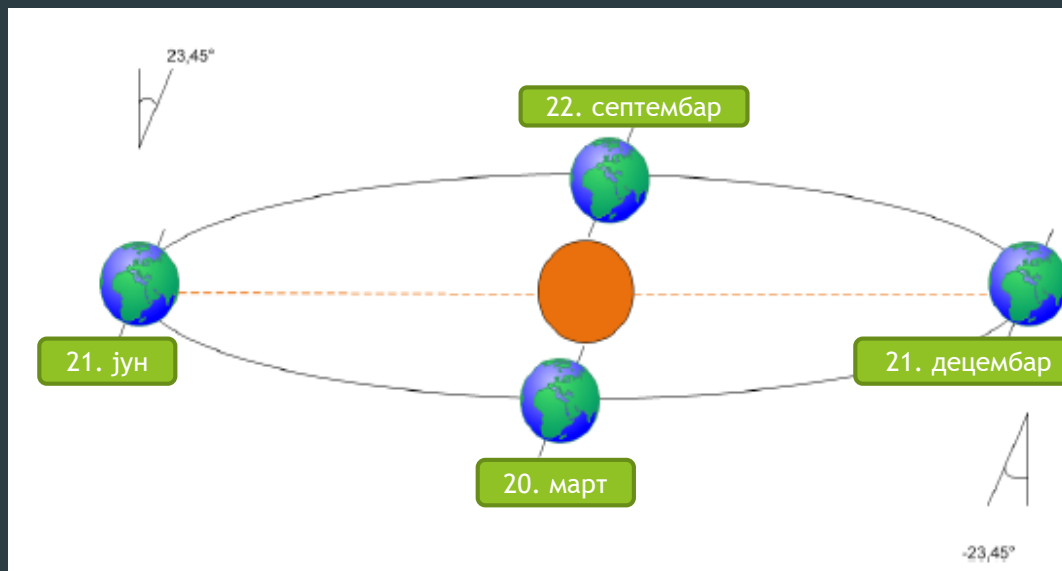 23,45°
22. септембар
21. јун
21. децембар
20. март
-23,45°